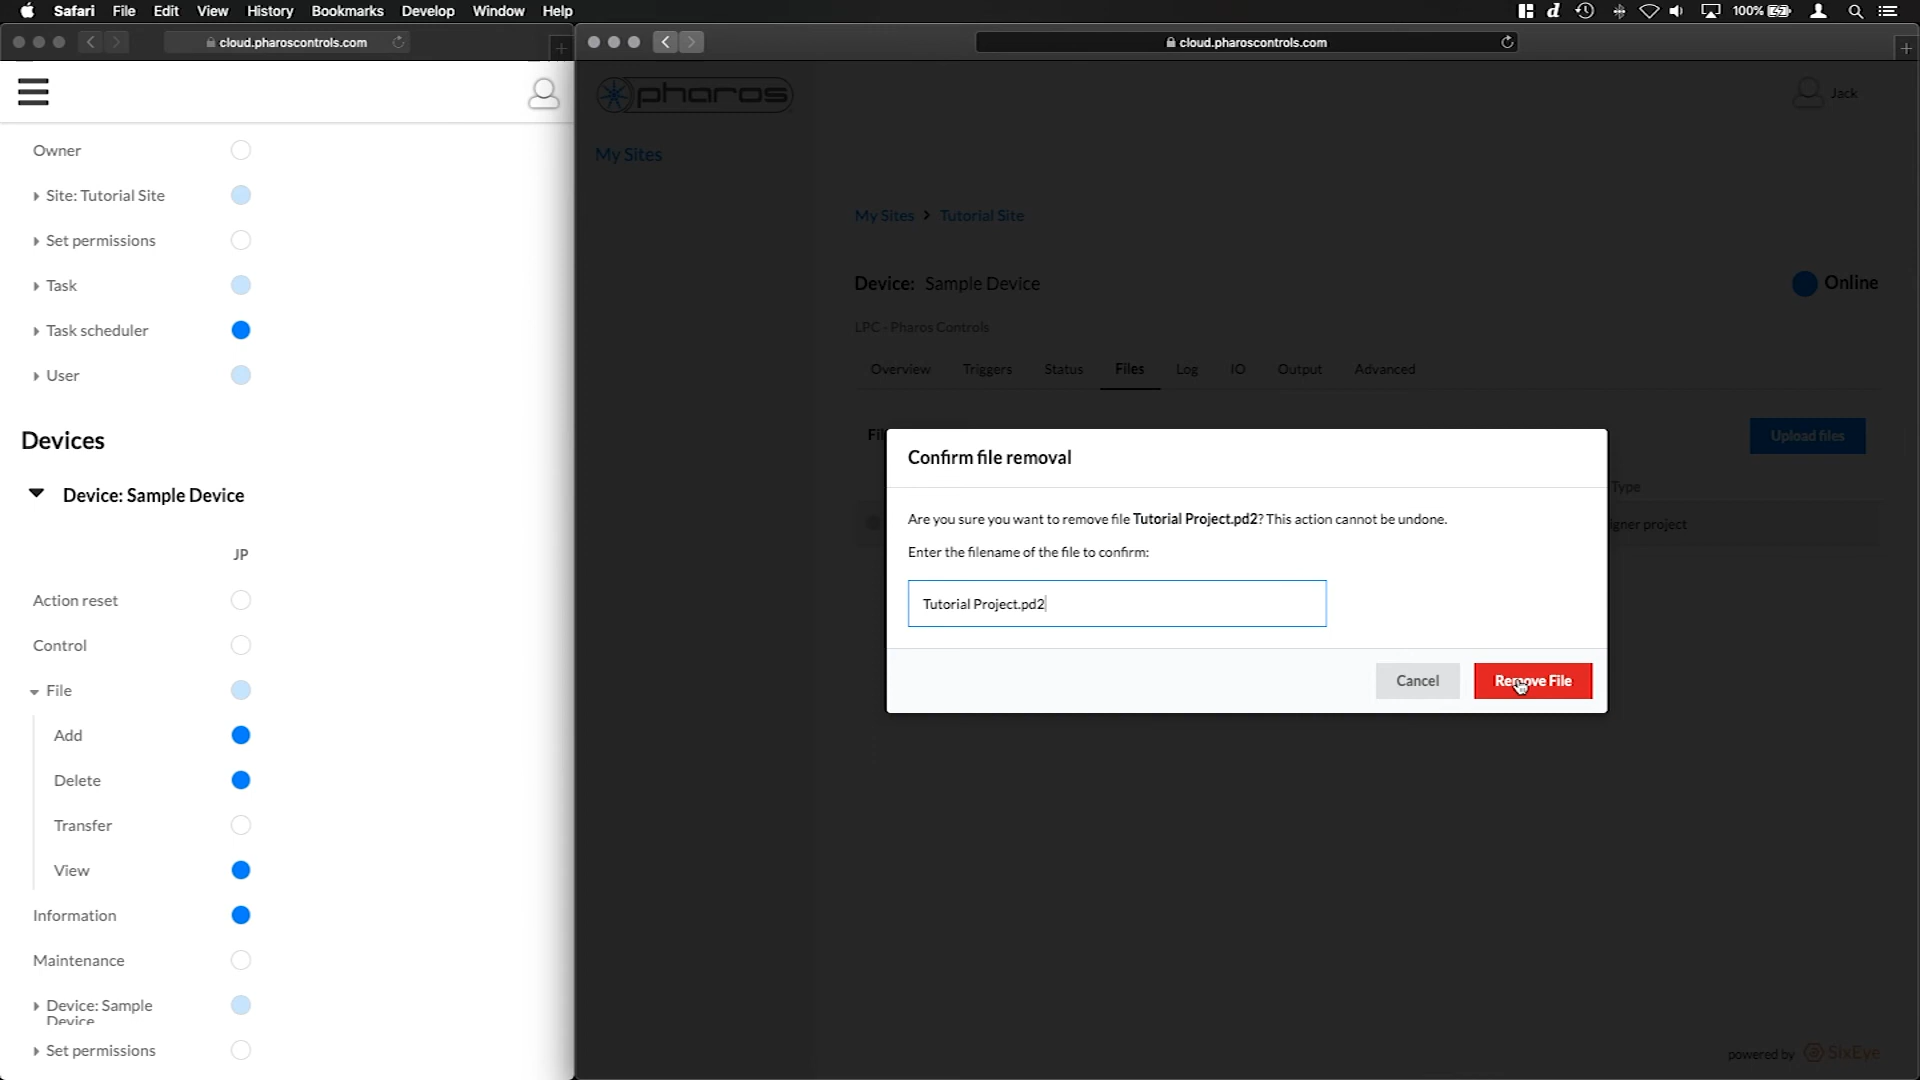 Safari File Edit View History Bookmarks Develop Window Help
100%
cloud.pharoscontrols.com
Owner
Site: Tutorial Site
Set permissions
Task
Task scheduler
User
Devices
Device: Sample Device
JP
Action reset
Control
File
Add
Delete
Transfer
View
Information
Maintenance
Device: Sample
Device
Set permissions
cloud.pharoscontrols.com
pharos
Jack
My Sites
My Sites > Tutorial Site
Device: Sample Device
Online
LPC - Pharos Controls
Overview Triggers Status Files Log IO Output Advanced
Upload files
Type
Confirm file removal
Are you sure you want to remove file Tutorial Project.pd2? This action cannot be undone.
Enter the filename of the file to confirm:
Tutorial Project.pd2
project
Cancel
Remove File
powered by SixEye